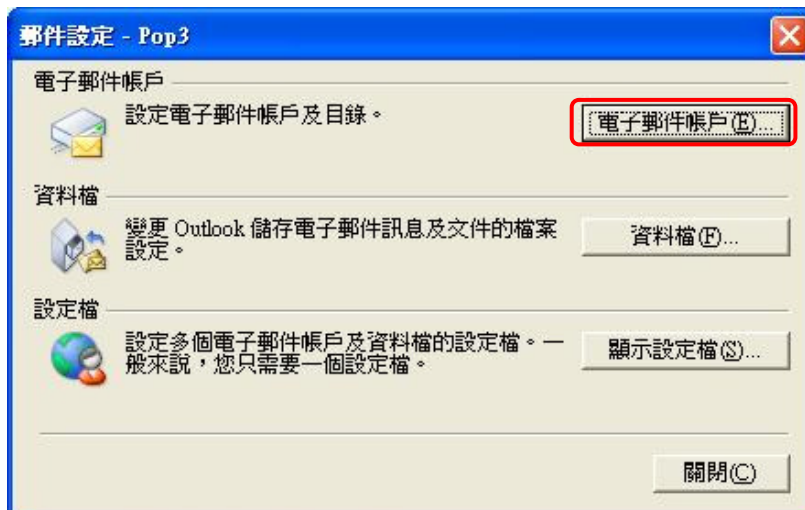 郵件設定 - Pop3
電子郵件帳戶
設定電子郵件帳戶及目錄。
電子郵件帳戶(E)...
資料檔
變更 Outlook 儲存電子郵件訊息及文件的檔案
設定。
資料檔(F)...
設定檔
設定多個電子郵件帳戶及資料檔的設定檔。一
般來說，您只需要一個設定檔。
顯示設定檔(S)...
關閉(C)